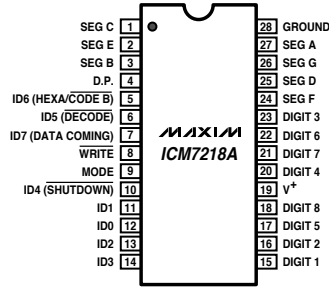 SEG C 1
SEG E 2
SEG B 3
D.P. 4
ID6 (HEXA/CODE B) 5
ID5 (DECODE) 6
ID7 (DATA COMING) 7
WRITE 8
MODE 9
ID4 (SHUTDOWN) 10
ID1 11
ID0 12
ID2 13
ID3 14
MAXIM
ICM7218A
28 GROUND
27 SEG A
26 SEG G
25 SEG D
24 SEG F
23 DIGIT 3
22 DIGIT 6
21 DIGIT 7
20 DIGIT 4
19 V+
18 DIGIT 8
17 DIGIT 5
16 DIGIT 2
15 DIGIT 1